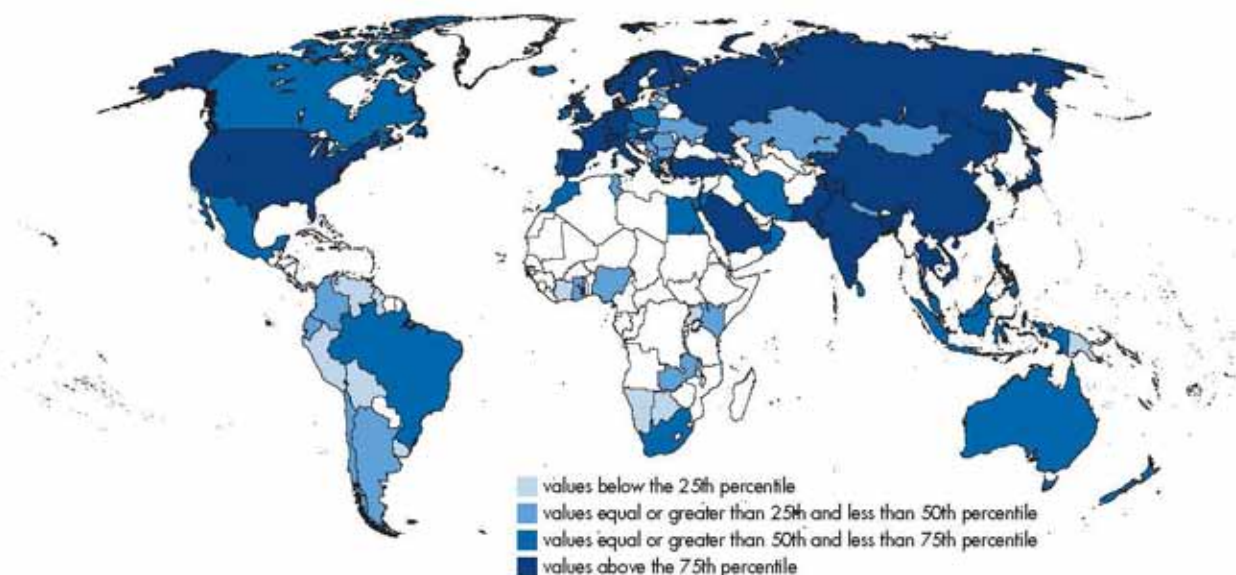 values below the 25th percentile
values equal or greater than 25th and less than 50th percentile
values equal or greater than 50th and less than 75th percentile
values above the 75th percentile